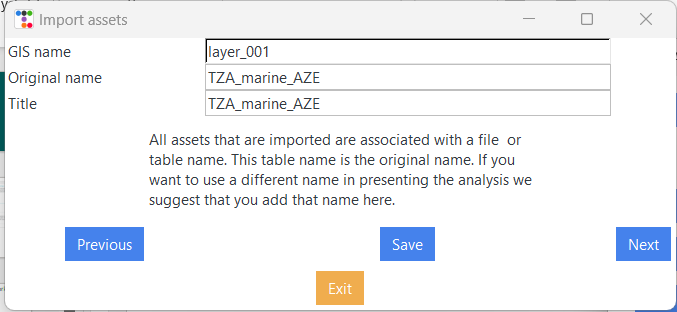 Import assets
GIS name layer_001
Original name TZA_marine_AZE
Title TZA_marine_AZE
All assets that are imported are associated with a file or
table name. This table name is the original name. If you
want to use a different name in presenting the analysis we
suggest that you add that name here.
Previous Save Next
Exit